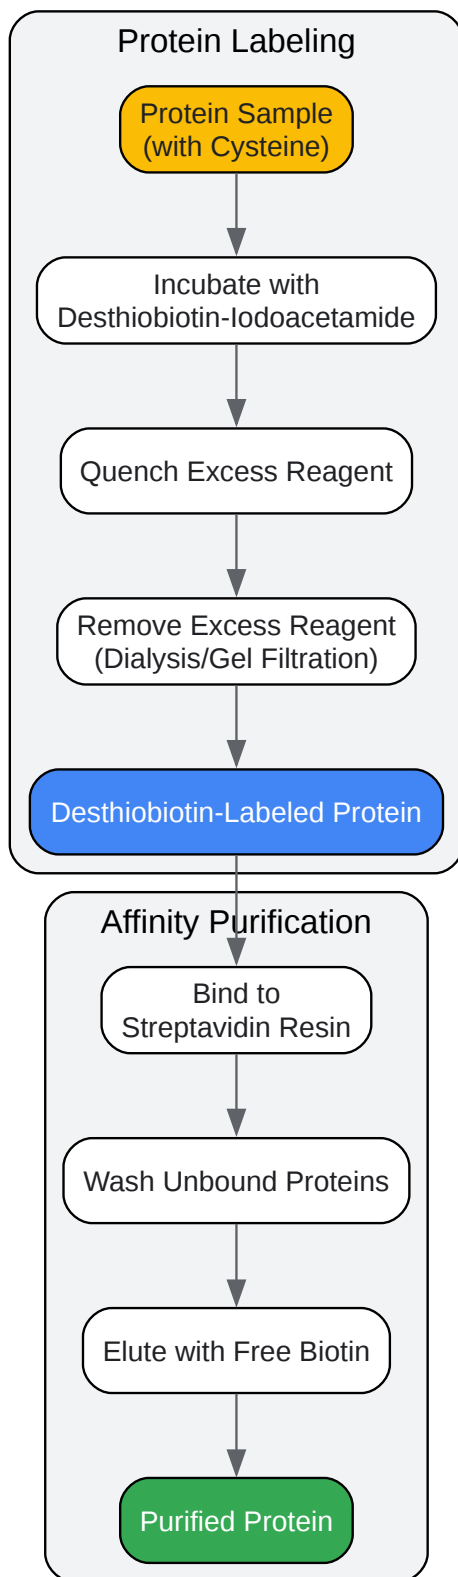 Protein Labeling
Protein Sample
(with Cysteine)
Incubate with
Desthiobiotin-Iodoacetamide
Quench Excess Reagent
Remove Excess Reagent
(Dialysis/Gel Filtration)
Desthiobiotin-Labeled Protein
Affinity Purification
Bind to
Streptavidin Resin
Wash Unbound Proteins
Elute with Free Biotin
Purified Protein